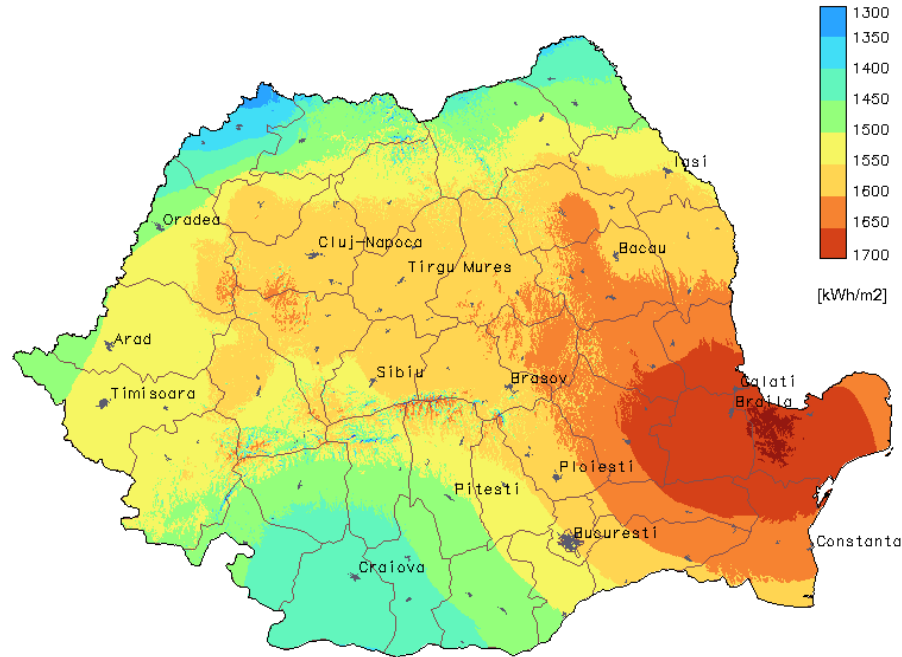 1300
1350
1400
1450
1500
1550
1600
1650
1700
[kWh/m2]
Iasi
Oradea
Cluj-Napoca
Bacau
Tirgu Mures
Arad
Sibiu
Brasov
Galati
Timisoara
Braila
Ploiesti
Pitesti
Bucuresti
Constanta
Craiova